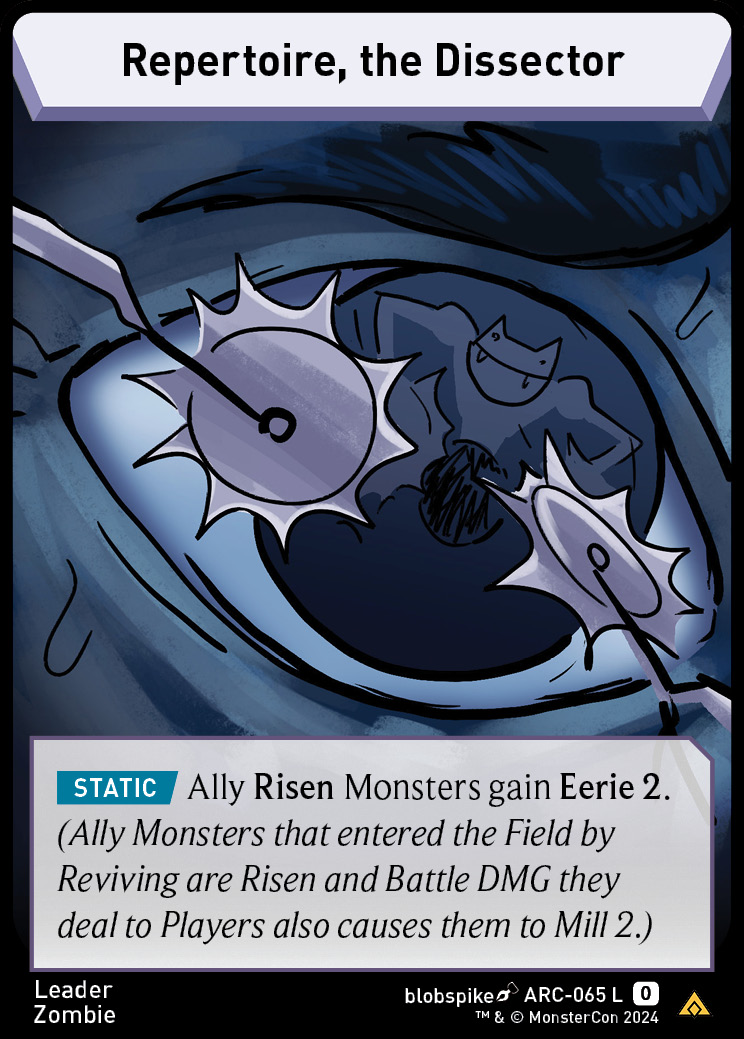 Repertoire, the Dissector
STATIC Ally Risen Monsters gain Eerie 2.
(Ally Monsters that entered the Field by
Reviving are Risen and Battle DMG they
deal to Players also causes them to Mill 2.)
Leader
Zombie
blobspike ARC-065 L 0
™ & © MonsterCon 2024